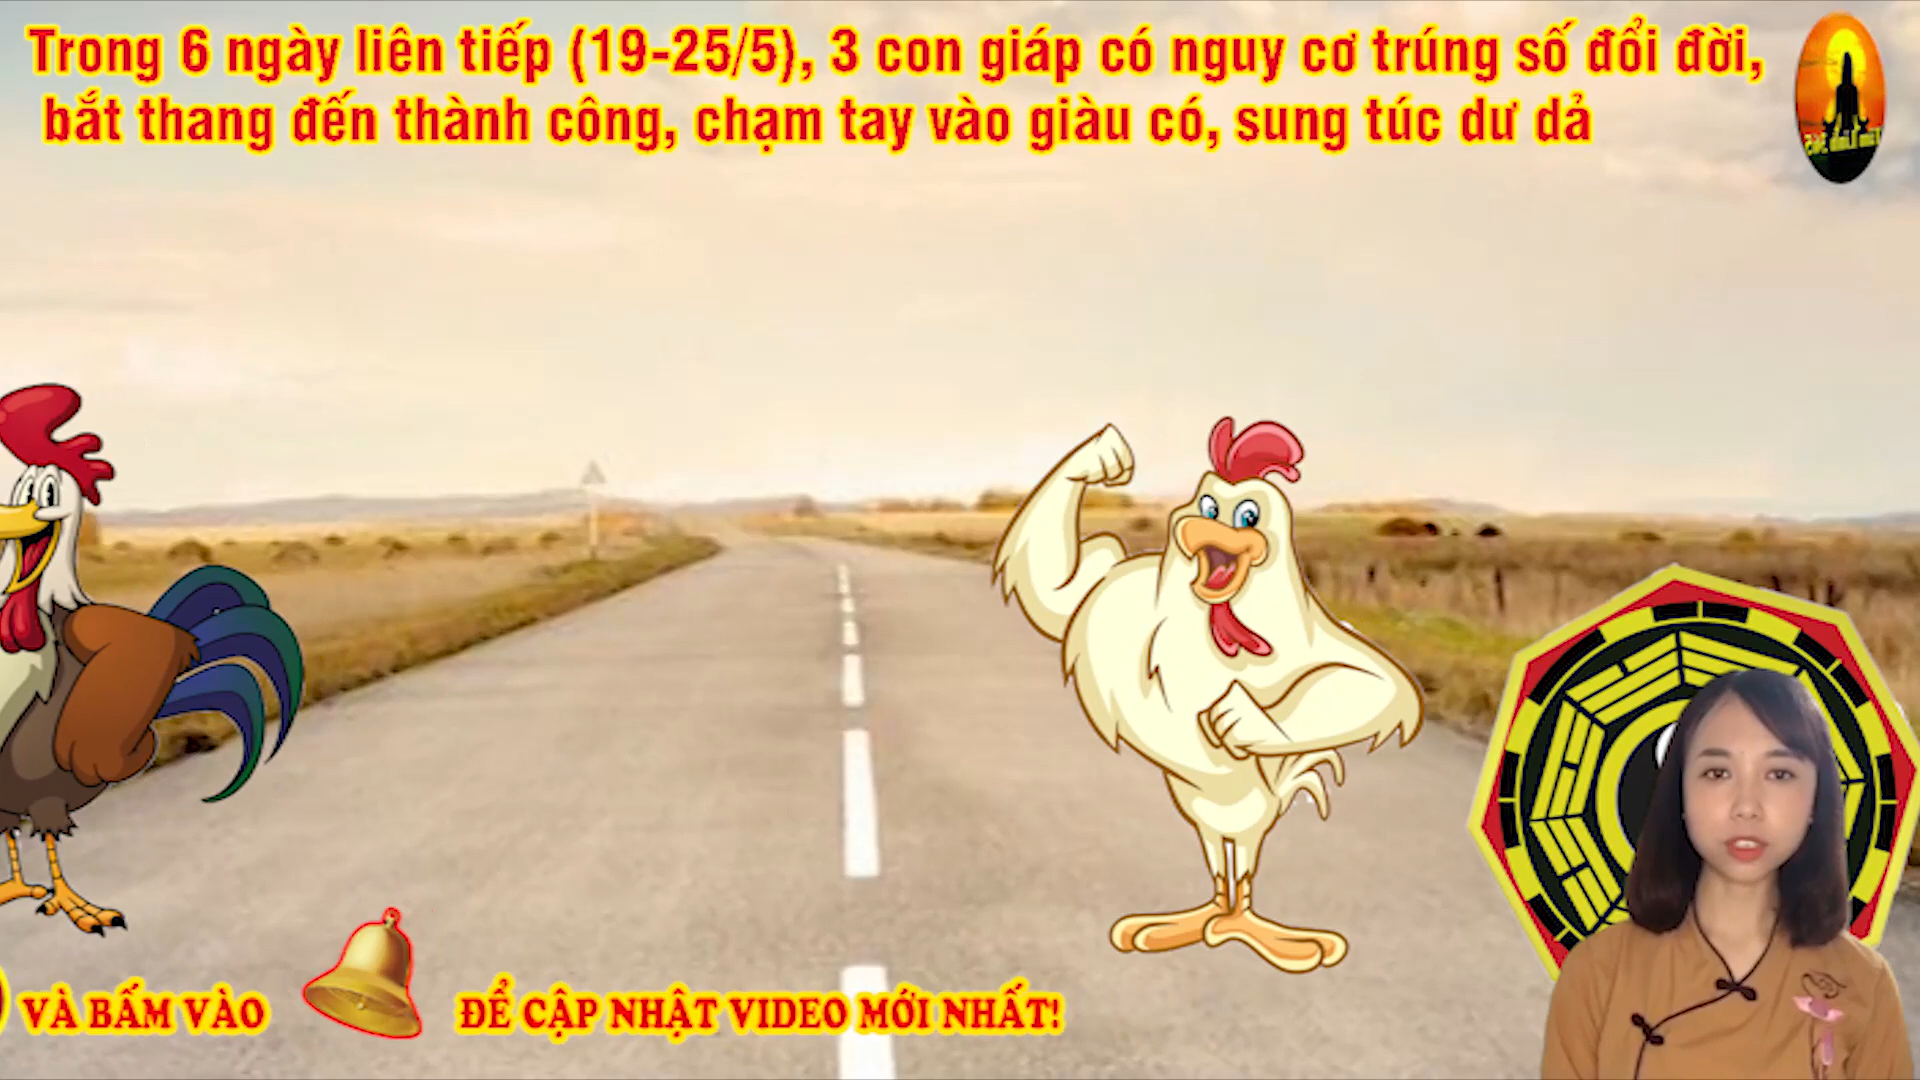 Trong 6 ngày liên tiếp (19-25/5), 3 con giáp có nguy cơ trúng số đổi đời,
bắt thang đến thành công, chạm tay vào giàu có, sung túc dư dả
VÀ BẤM VÀO ĐỂ CẬP NHẬT VIDEO MỚI NHẤT!